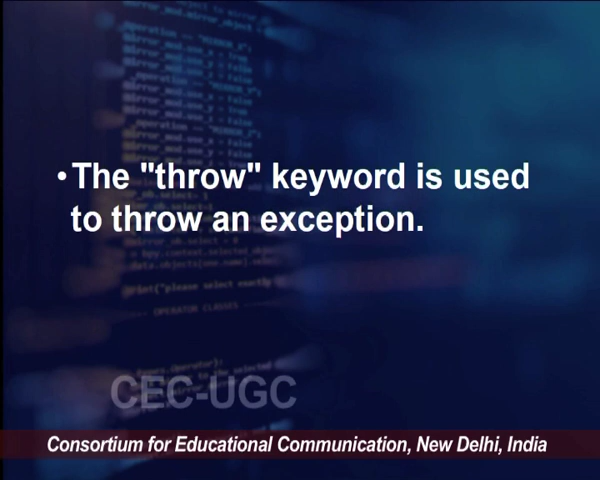 •The "throw" keyword is used
to throw an exception.
CEC-UGC
Consortium for Educational Communication, New Delhi, India